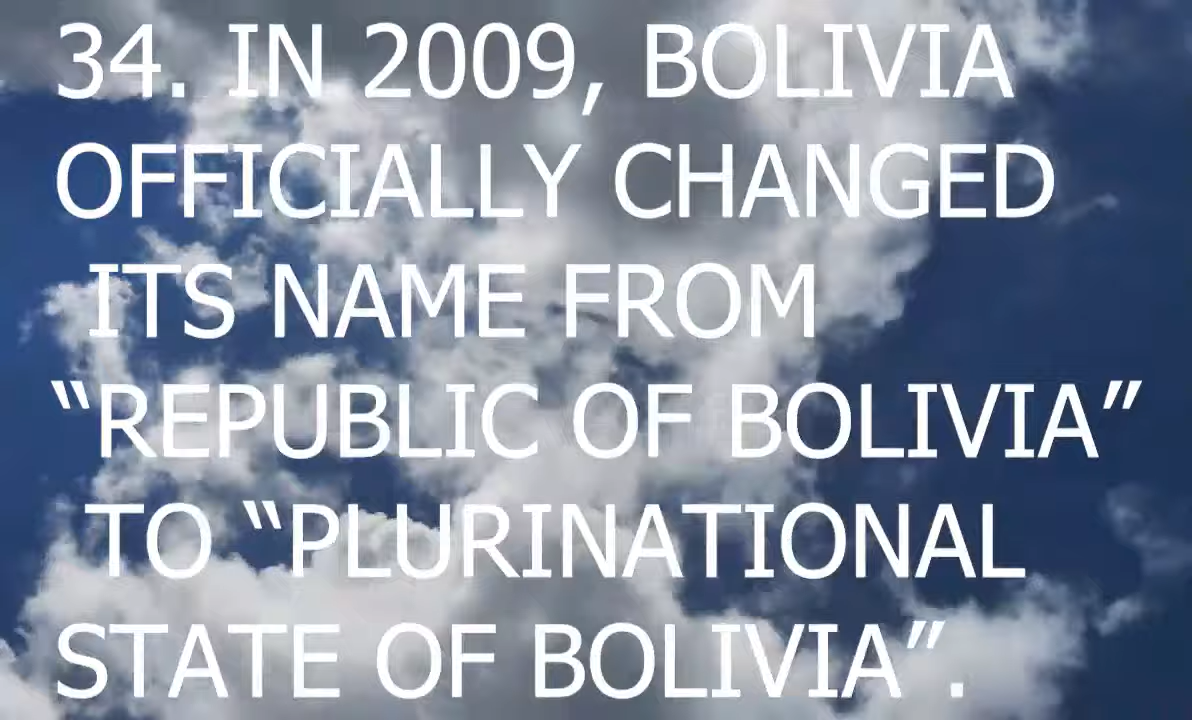 34. IN 2009, BOLIVIA
OFFICIALLY CHANGED
ITS NAME FROM
“REPUBLIC OF BOLIVIA”
TO “PLURINATIONAL
STATE OF BOLIVIA”.